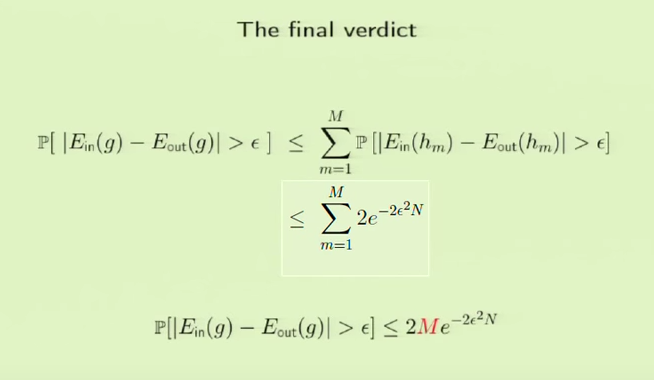 The final verdict
ℙ[ |E_in(g) − E_out(g)| > ϵ ] ≤ ∑_{m=1}^{M} ℙ[|E_in(h_m) − E_out(h_m)| > ϵ]
≤ ∑_{m=1}^{M} 2e^{−2ϵ²N}
ℙ[|E_in(g) − E_out(g)| > ϵ] ≤ 2Me^{−2ϵ²N}